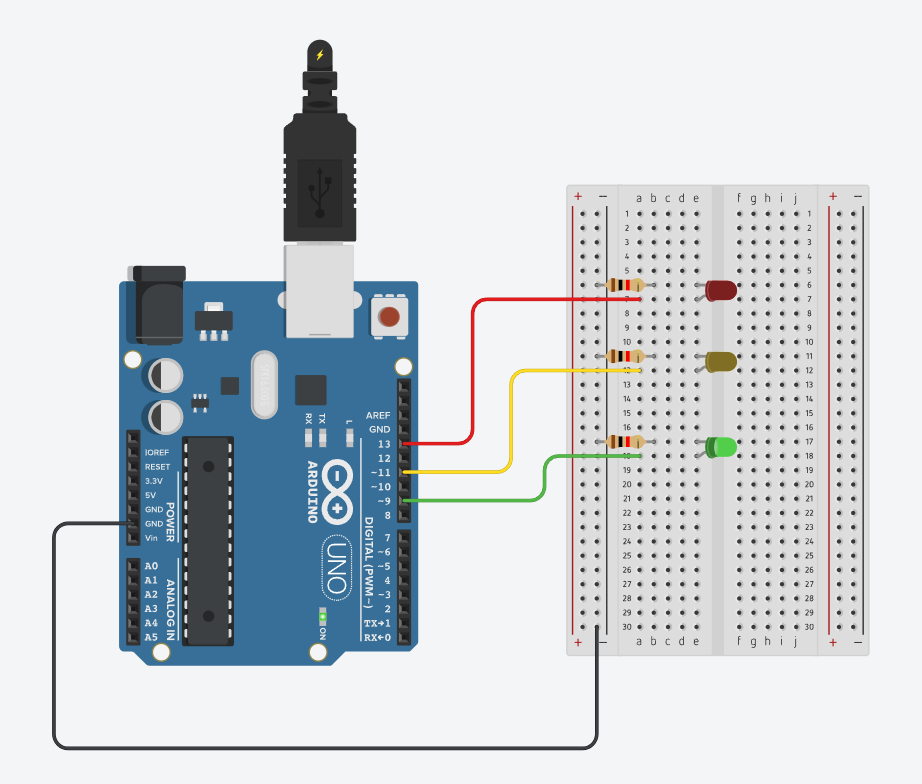 AREF
GND
13
12
~11
~10
~9
8
7
~6
~5
4
~3
2
TX→1
RX←0
DIGITAL (PWM~)
IOREF
RESET
3.3V
5V
GND
GND
Vin
POWER
A0
A1
A2
A3
A4
A5
ANALOG IN
RX
TX
L
ARDUINO
UNO
ON
+ − a b c d e f g h i j + −
1 1
2 2
3 3
4 4
5 5
6 6
7 7
8 8
9 9
10 10
11 11
12 12
13 13
14 14
15 15
16 16
17 17
18 18
19 19
20 20
21 21
22 22
23 23
24 24
25 25
26 26
27 27
28 28
29 29
30 30
+ − a b c d e f g h i j + −